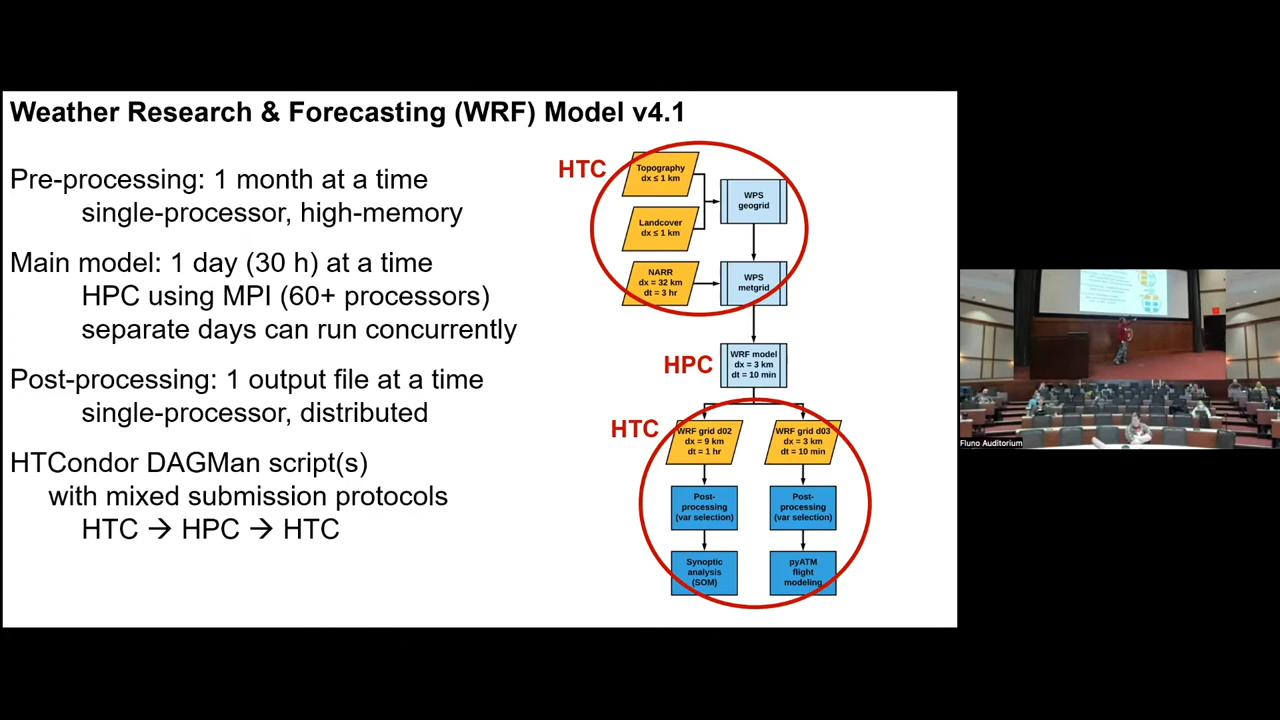 Weather Research & Forecasting (WRF) Model v4.1
Pre-processing: 1 month at a time
single-processor, high-memory
Main model: 1 day (30 h) at a time
HPC using MPI (60+ processors)
separate days can run concurrently
Post-processing: 1 output file at a time
single-processor, distributed
HTCondor DAGMan script(s)
with mixed submission protocols
HTC → HPC → HTC
HTC
Topography
dx ≤ 1 km
WPS
geogrid
Landcover
dx ≤ 1 km
NARR
dx = 32 km
dt = 3 hr
WPS
metgrid
HPC
WRF model
dx = 3 km
dt = 10 min
HTC
WRF grid d02
dx = 9 km
dt = 1 hr
WRF grid d03
dx = 3 km
dt = 10 min
Post-
processing
(var selection)
Post-
processing
(var selection)
Synoptic
analysis
(SOM)
pyATM
flight
modeling
Fluno Auditorium